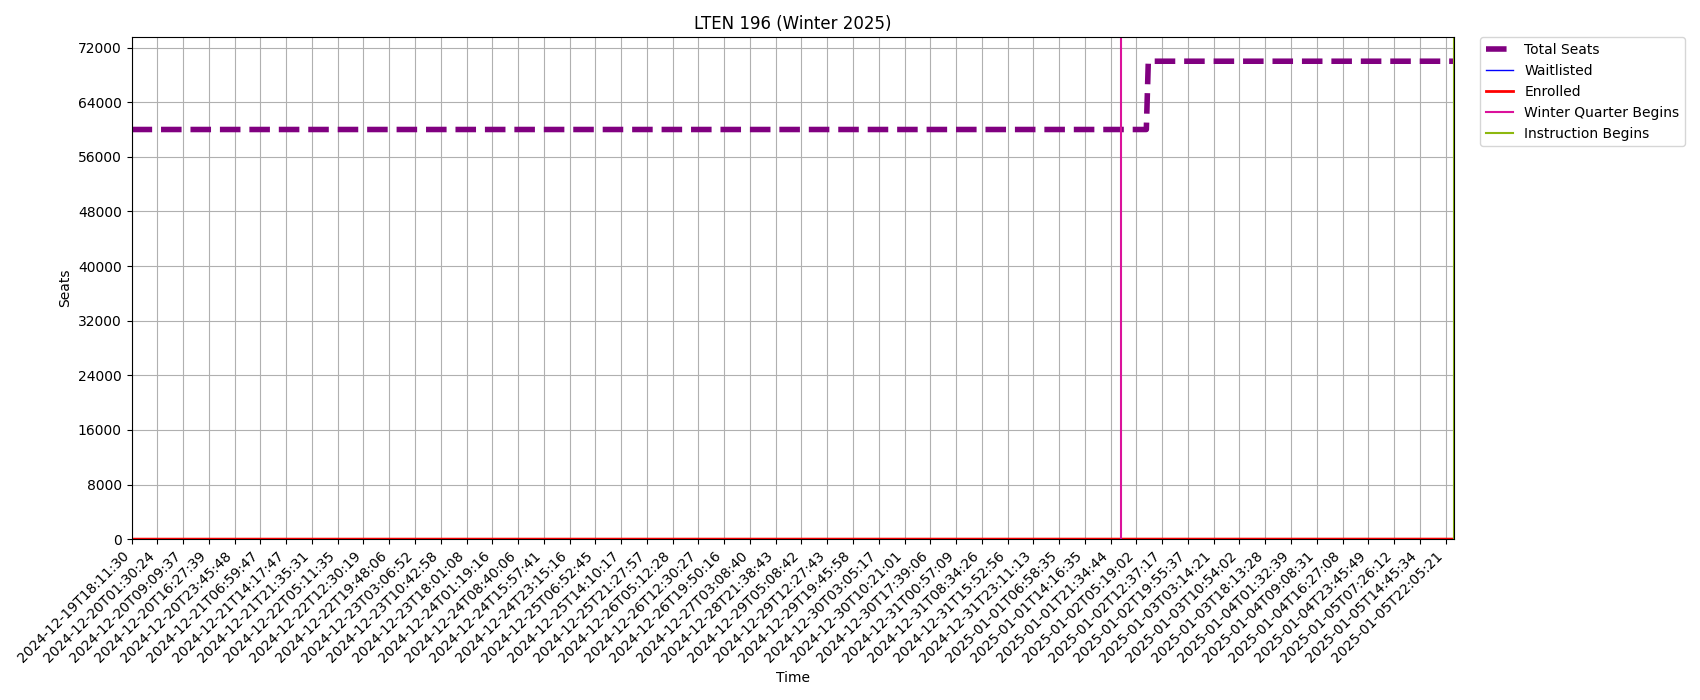 LTEN 196 (Winter 2025)
72000
64000
56000
48000
40000
32000
24000
16000
8000
0
Seats
2024-12-19T18:11:30
2024-12-20T01:30:24
2024-12-20T09:09:37
2024-12-20T16:27:39
2024-12-20T23:45:48
2024-12-21T06:59:47
2024-12-21T14:17:47
2024-12-21T21:35:31
2024-12-22T05:11:35
2024-12-22T12:30:19
2024-12-22T19:48:06
2024-12-23T03:06:52
2024-12-23T10:42:58
2024-12-23T18:01:08
2024-12-24T01:19:16
2024-12-24T08:40:06
2024-12-24T15:57:41
2024-12-24T23:15:16
2024-12-25T06:52:45
2024-12-25T14:10:17
2024-12-25T21:27:57
2024-12-26T05:12:28
2024-12-26T12:30:27
2024-12-26T19:50:16
2024-12-27T03:08:40
2024-12-28T21:38:43
2024-12-29T05:08:42
2024-12-29T12:27:43
2024-12-29T19:45:58
2024-12-30T03:05:17
2024-12-30T10:21:01
2024-12-30T17:39:06
2024-12-31T00:57:09
2024-12-31T08:34:26
2024-12-31T15:52:56
2024-12-31T23:11:13
2025-01-01T06:58:35
2025-01-01T14:16:35
2025-01-01T21:34:44
2025-01-02T05:19:02
2025-01-02T12:37:17
2025-01-02T19:55:37
2025-01-03T03:14:21
2025-01-03T10:54:02
2025-01-03T18:13:28
2025-01-04T01:32:39
2025-01-04T09:08:31
2025-01-04T16:27:08
2025-01-04T23:45:49
2025-01-05T07:26:12
2025-01-05T14:45:34
2025-01-05T22:05:21
Time
Total Seats
Waitlisted
Enrolled
Winter Quarter Begins
Instruction Begins